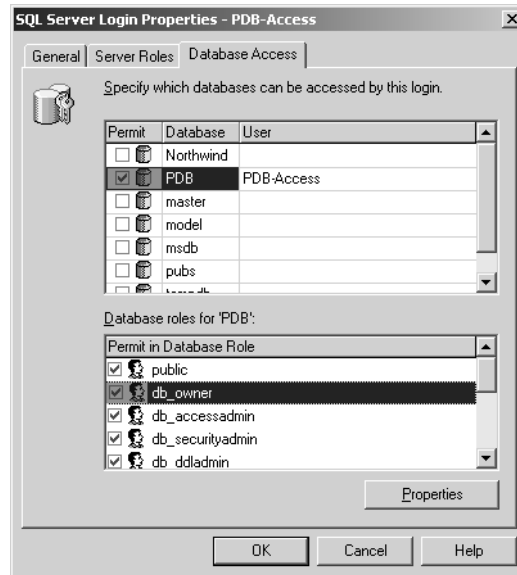 SQL Server Login Properties - PDB-Access
General Server Roles Database Access
Specify which databases can be accessed by this login.
Permit Database User
Northwind
PDB PDB-Access
master
model
msdb
pubs
tempdb
Database roles for 'PDB':
Permit in Database Role
public
db_owner
db_accessadmin
db_securityadmin
db_ddladmin
Properties
OK Cancel Help